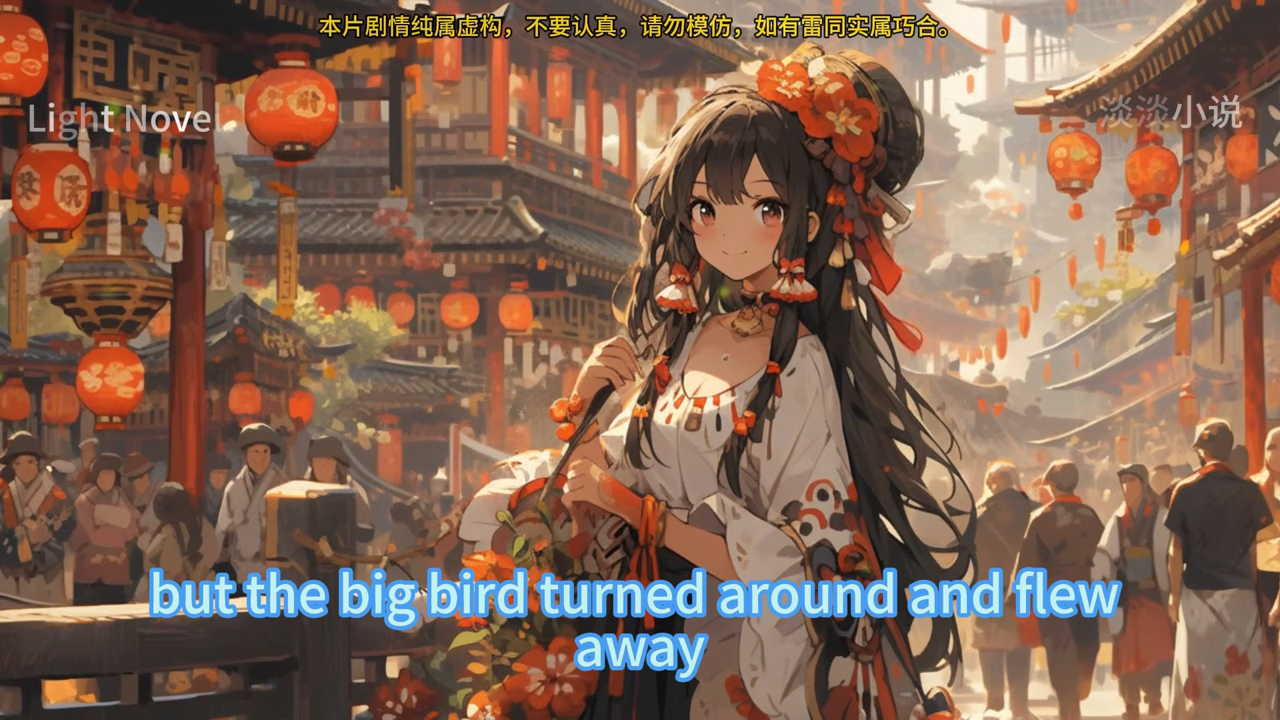 本片剧情纯属虚构，不要认真，请勿模仿，如有雷同实属巧合。
Light Novel
淡淡小说
but the big bird turned around and flew
away